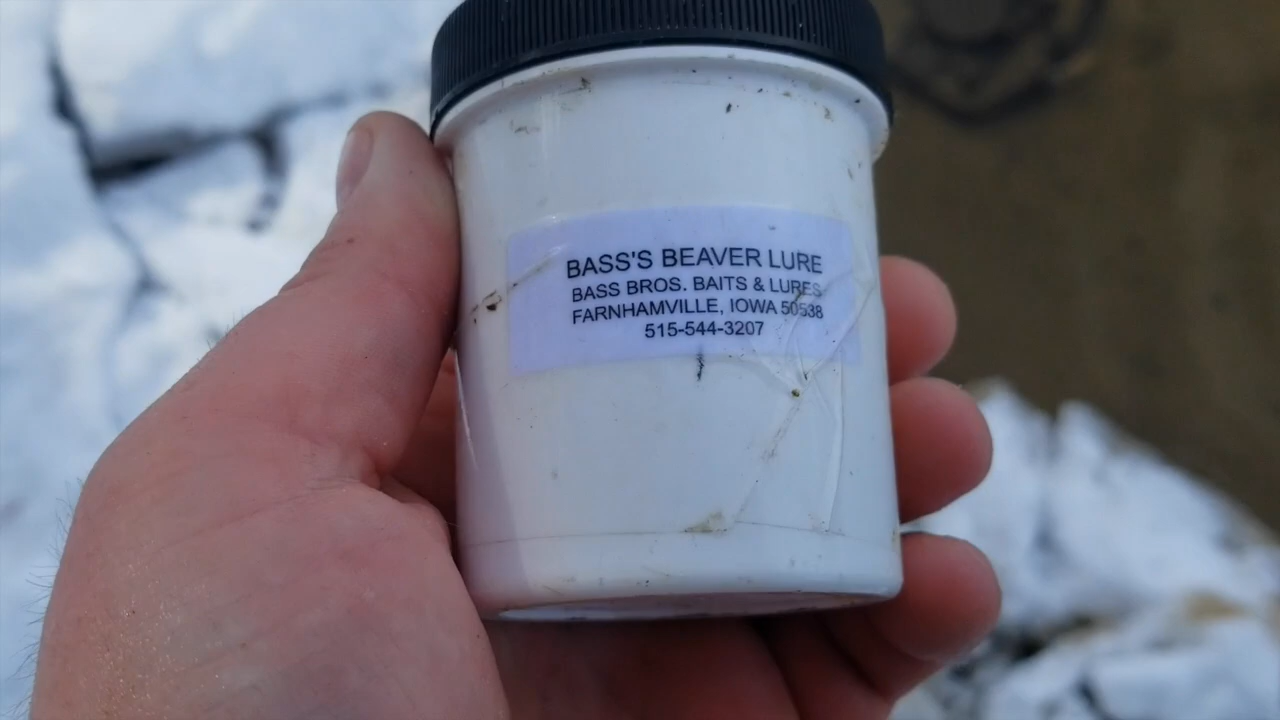 BASS'S BEAVER LURE
BASS BROS. BAITS & LURES
FARNHAMVILLE, IOWA 50538
515-544-3207